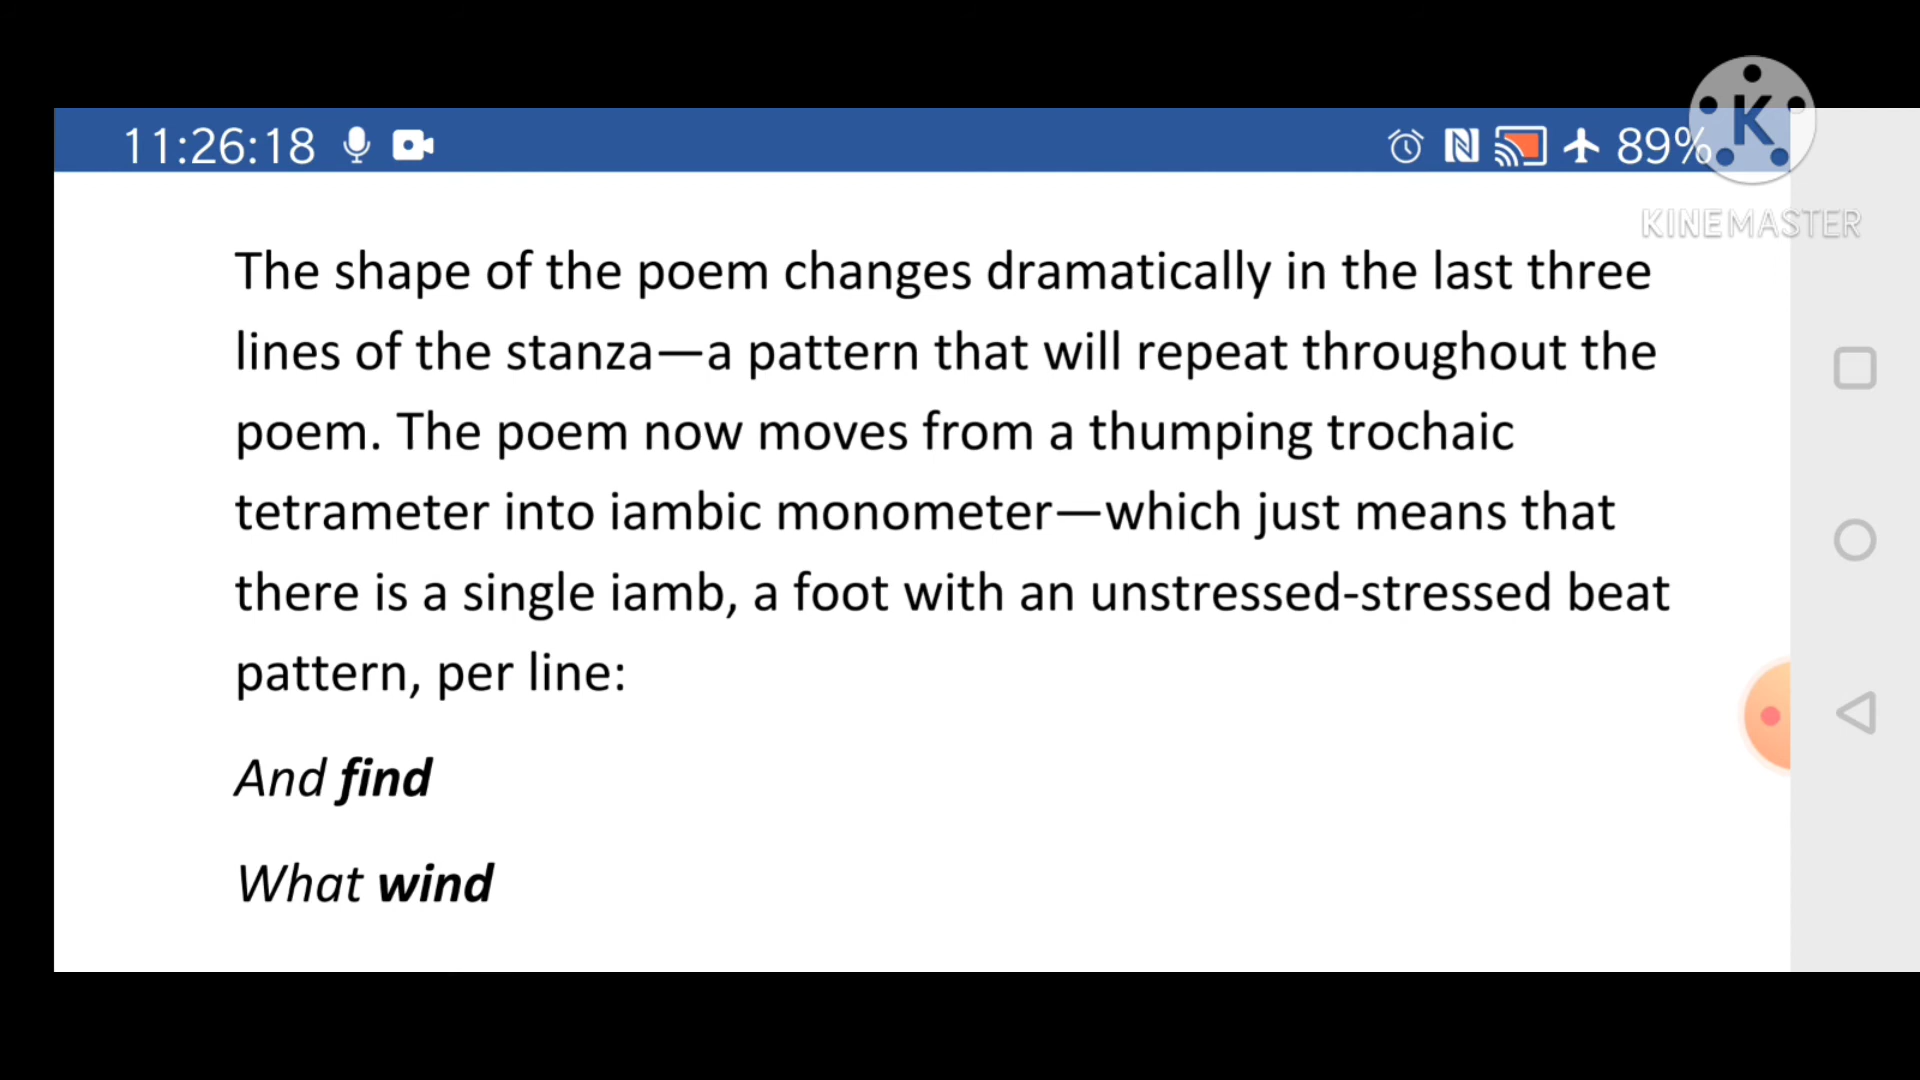 11:26:18 89%
K
KINEMASTER
The shape of the poem changes dramatically in the last three
lines of the stanza—a pattern that will repeat throughout the
poem. The poem now moves from a thumping trochaic
tetrameter into iambic monometer—which just means that
there is a single iamb, a foot with an unstressed-stressed beat
pattern, per line:
And find
What wind